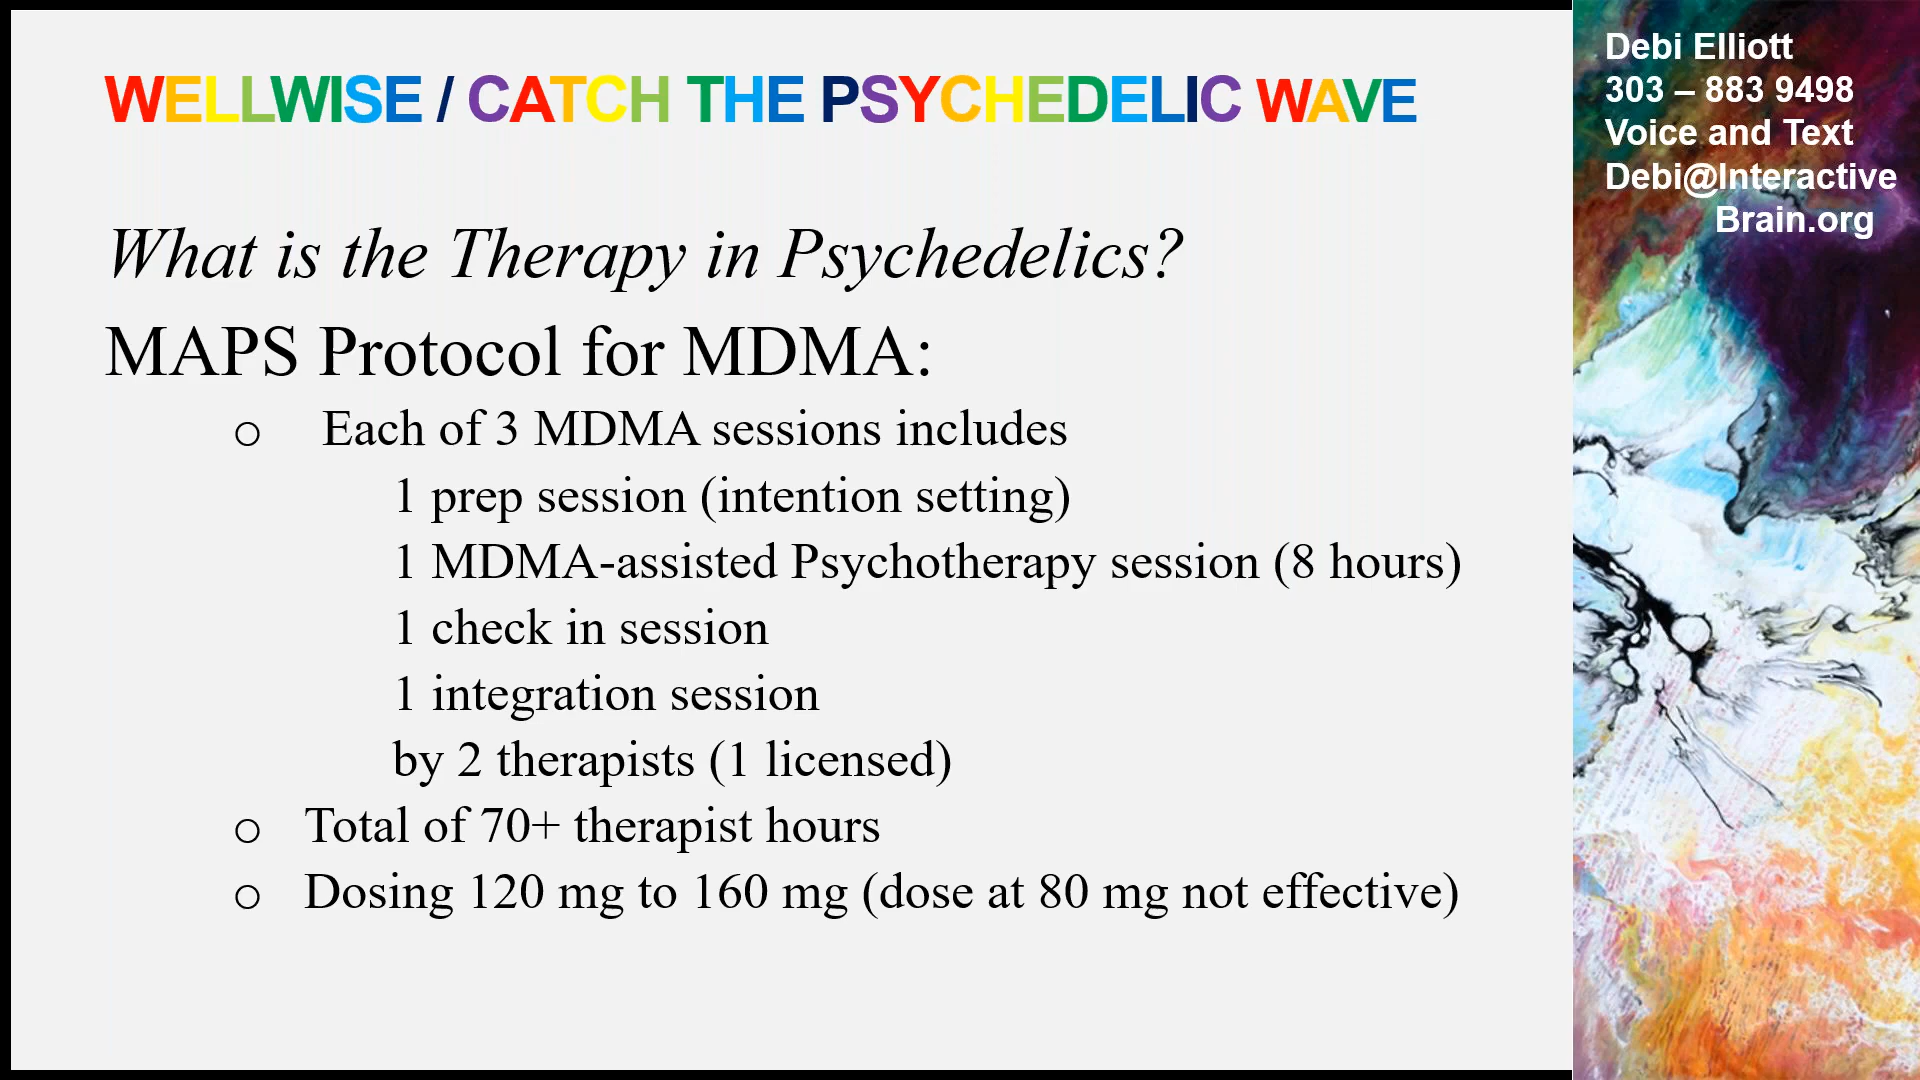 WELLWISE / CATCH THE PSYCHEDELIC WAVE
What is the Therapy in Psychedelics?
MAPS Protocol for MDMA:
o Each of 3 MDMA sessions includes
1 prep session (intention setting)
1 MDMA-assisted Psychotherapy session (8 hours)
1 check in session
1 integration session
by 2 therapists (1 licensed)
o Total of 70+ therapist hours
o Dosing 120 mg to 160 mg (dose at 80 mg not effective)
Debi Elliott
303 – 883 9498
Voice and Text
Debi@Interactive
Brain.org